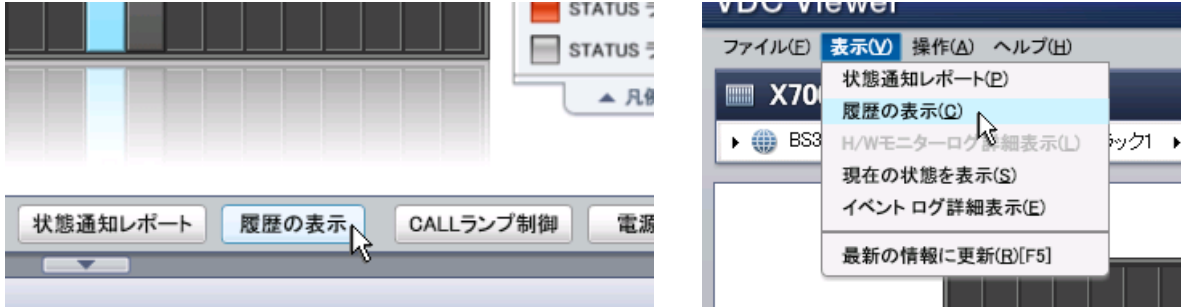 STATUS
STATUS
凡例
状態通知レポート
履歴の表示
CALLランプ制御
電源
VDC Viewer
ファイル(F) 表示(V) 操作(A) ヘルプ(H)
X700
BS3
ラック1
状態通知レポート(P)
履歴の表示(C)
H/Wモニターログ詳細表示(L)
現在の状態を表示(S)
イベント ログ詳細表示(E)
最新の情報に更新(R)[F5]